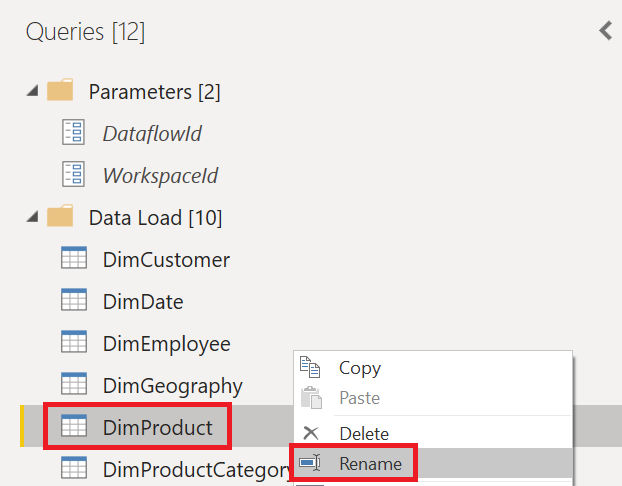 Queries [12]
Parameters [2]
DataflowId
WorkspaceId
Data Load [10]
DimCustomer
DimDate
DimEmployee
DimGeography
DimProduct
DimProductCategory
Copy
Paste
Delete
Rename